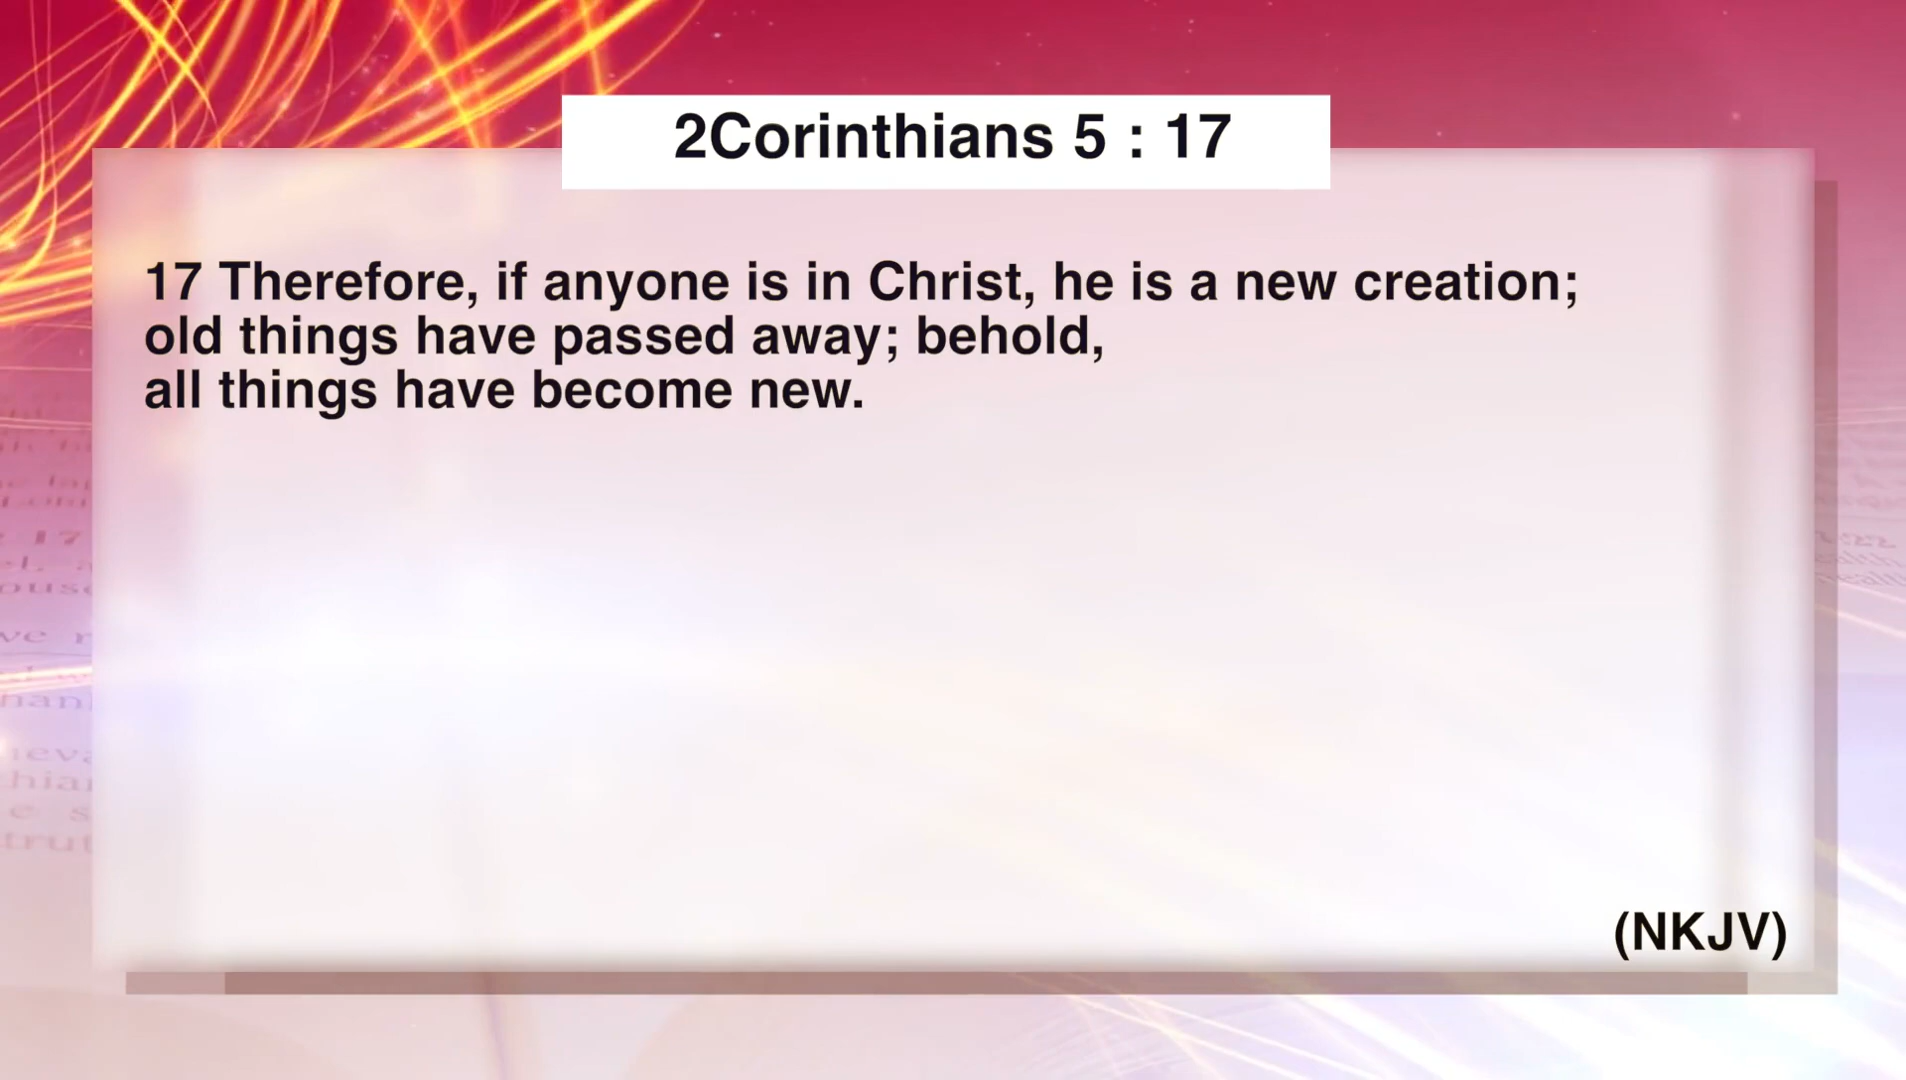 2Corinthians 5 : 17
17 Therefore, if anyone is in Christ, he is a new creation;
old things have passed away; behold,
all things have become new.
(NKJV)